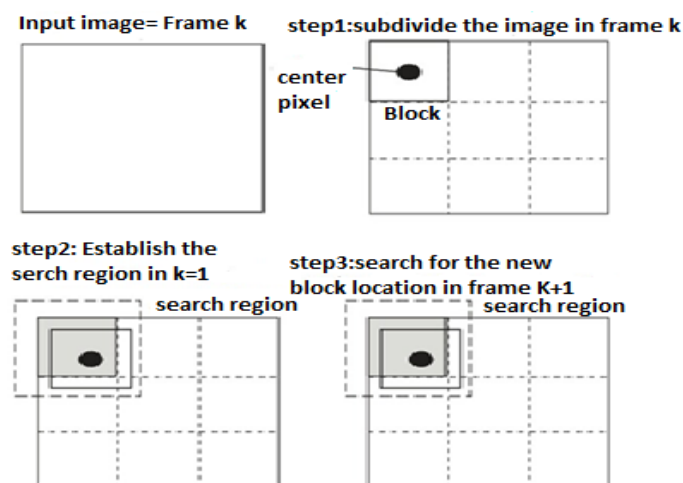 Input image= Frame k
step1:subdivide the image in frame k
center
pixel
Block
step2: Establish the
serch region in k=1
search region
step3:search for the new
block location in frame K+1
search region